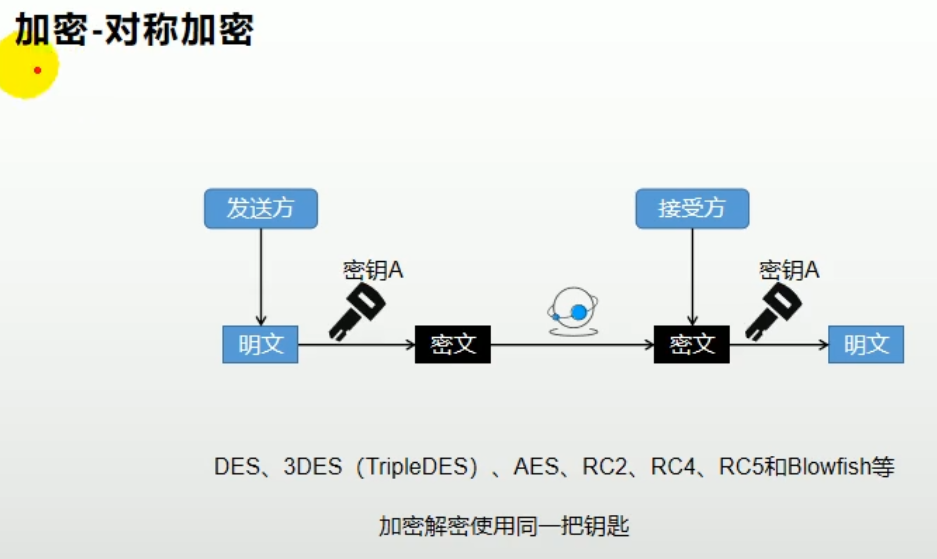 加密-对称加密
发送方
接受方
密钥A
密钥A
明文
密文
密文
明文
DES、3DES（TripleDES）、AES、RC2、RC4、RC5和Blowfish等
加密解密使用同一把钥匙